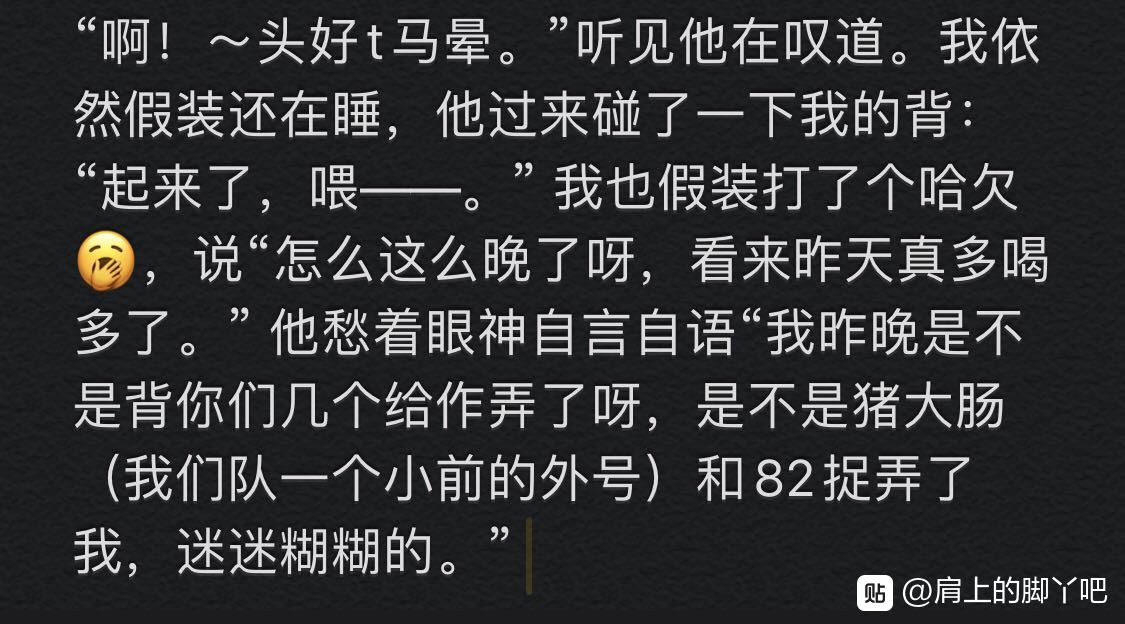 “啊！～头好t马晕。”听见他在叹道。我依
然假装还在睡，他过来碰了一下我的背：
“起来了，喂——。” 我也假装打了个哈欠
🥱，说“怎么这么晚了呀，看来昨天真多喝
多了。” 他愁着眼神自言自语“我昨晚是不
是背你们几个给作弄了呀，是不是猪大肠
（我们队一个小前的外号）和82捉弄了
我，迷迷糊糊的。”
贴 @肩上的脚丫吧